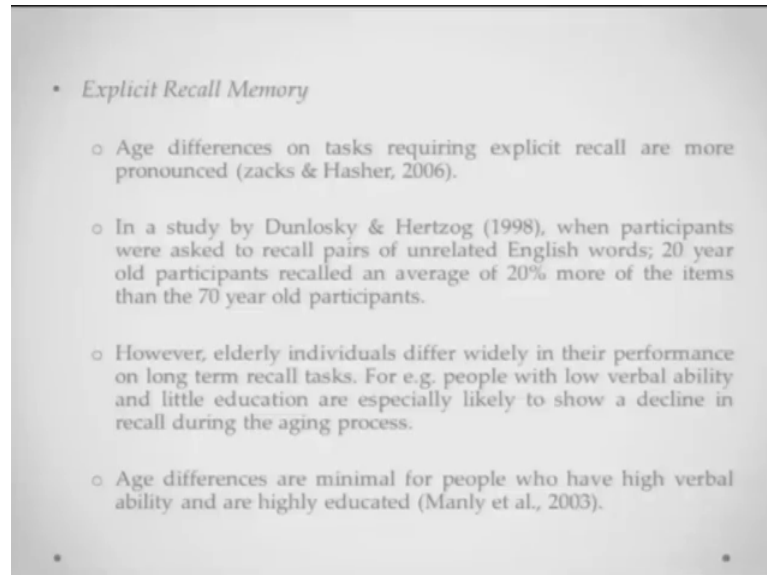 • Explicit Recall Memory
o Age differences on tasks requiring explicit recall are more
pronounced (zacks & Hasher, 2006).
o In a study by Dunlosky & Hertzog (1998), when participants
were asked to recall pairs of unrelated English words; 20 year
old participants recalled an average of 20% more of the items
than the 70 year old participants.
o However, elderly individuals differ widely in their performance
on long term recall tasks. For e.g. people with low verbal ability
and little education are especially likely to show a decline in
recall during the aging process.
o Age differences are minimal for people who have high verbal
ability and are highly educated (Manly et al., 2003).